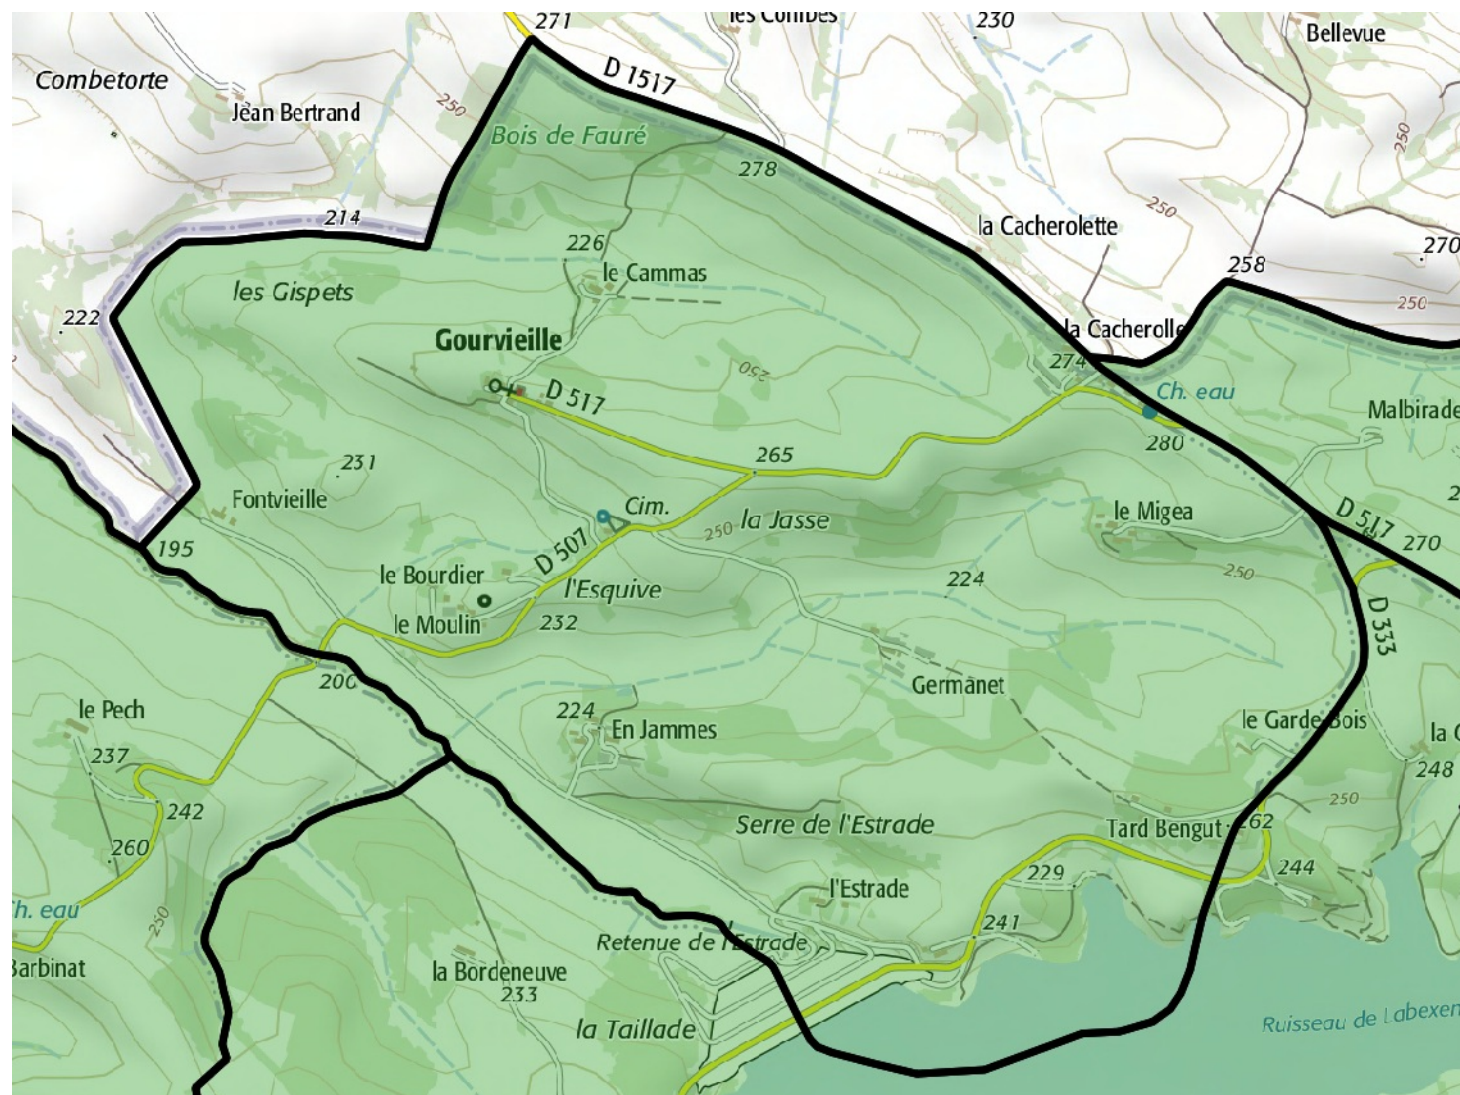 271
les Combes
230
Bellevue
Combetorte
D 1517
Jean Bertrand
250
Bois de Fauré
250
278
250
214
la Cacherolette
226
270
258
le Cammas
les Gispets
250
222
Gourvieille
la Cacherolle
274
250
D 517
Ch. eau
Malbirade
280
265
231
Fontvieille
Cim.
250
la Jasse
le Migea
D 517
270
195
D 507
le Bourdier
l'Esquive
224
250
le Moulin
232
D 333
200
Germanet
le Pech
224
En Jammes
le Garde-Bois
237
248
242
250
Serre de l'Estrade
Tard Bengut
262
260
229
244
l'Estrade
h. eau
250
241
Retenue de l'Estrade
Barbinat
la Bordeneuve
233
la Taillade
Ruisseau de Labexen